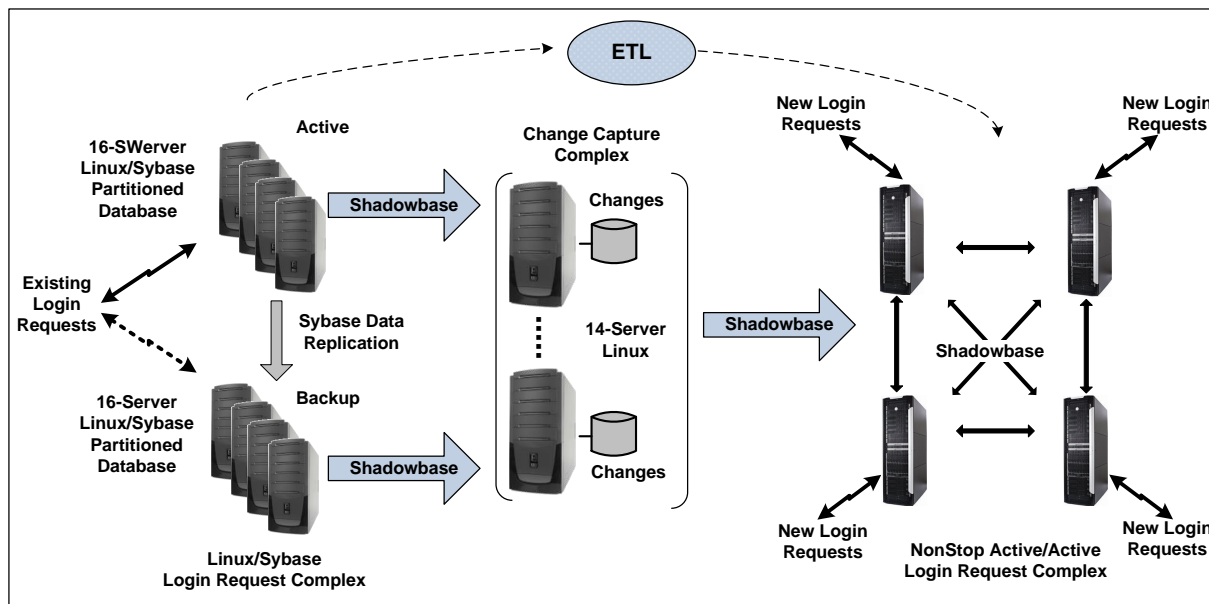 ETL
Active
16-SWerver
Linux/Sybase
Partitioned
Database
Shadowbase
Change Capture
Complex
Changes
New Login
Requests
New Login
Requests
Existing
Login
Requests
Sybase Data
Replication
14-Server
Linux
Shadowbase
Shadowbase
16-Server
Linux/Sybase
Partitioned
Database
Backup
Shadowbase
Changes
New Login
Requests
New Login
Requests
Linux/Sybase
Login Request Complex
NonStop Active/Active
Login Request Complex